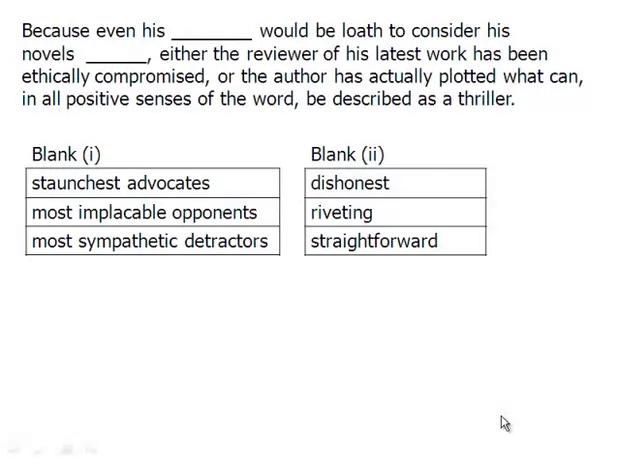 Because even his ________ would be loath to consider his
novels ______, either the reviewer of his latest work has been
ethically compromised, or the author has actually plotted what can,
in all positive senses of the word, be described as a thriller.
Blank (i) Blank (ii)
staunchest advocates dishonest
most implacable opponents riveting
most sympathetic detractors straightforward